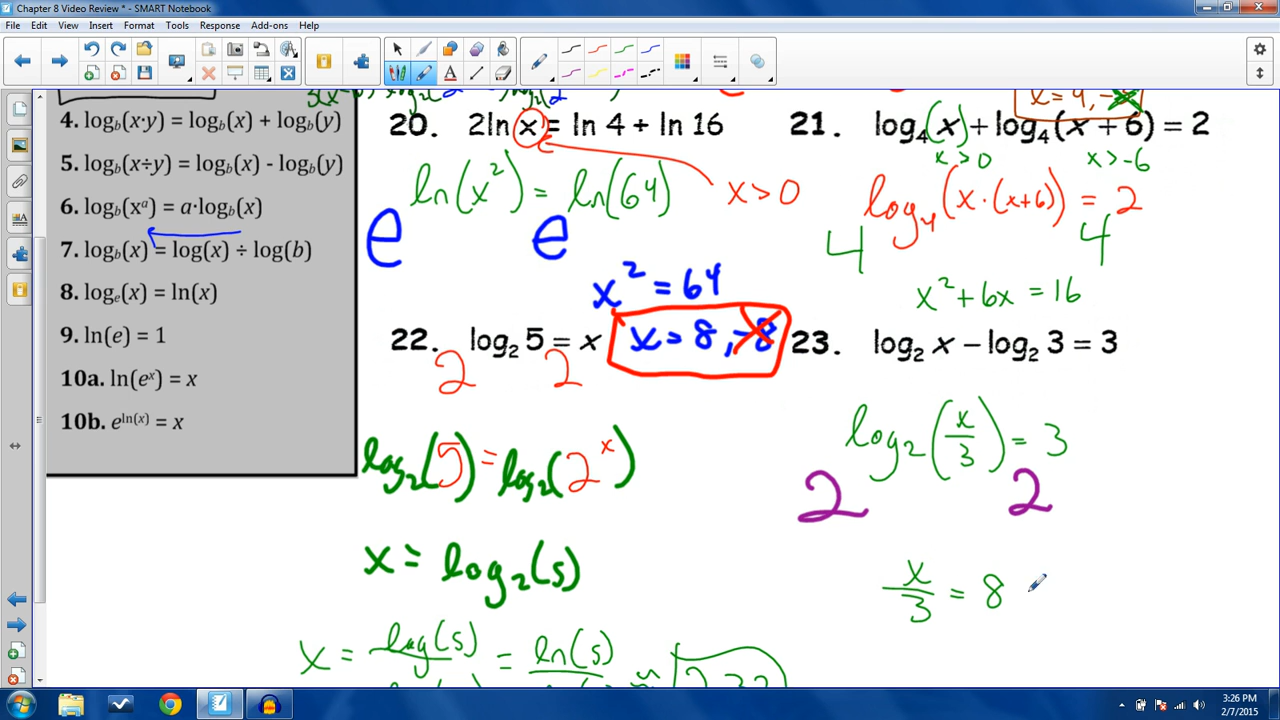 Chapter 8 Video Review * - SMART Notebook
File Edit View Insert Format Tools Response Add-ons Help
4. log_b(x·y) = log_b(x) + log_b(y)
5. log_b(x÷y) = log_b(x) - log_b(y)
6. log_b(x^a) = a·log_b(x)
7. log_b(x) = log(x) ÷ log(b)
8. log_e(x) = ln(x)
9. ln(e) = 1
10a. ln(e^x) = x
10b. e^ln(x) = x
20. 2ln x = ln 4 + ln 16
ln(x^2) = ln(64)
x > 0
e e
x^2 = 64
x = 8, -8
x = 4, -
21. log_4(x) + log_4(x + 6) = 2
x > 0 x > -6
log_4(x·(x+6)) = 2
4 4
x^2 + 6x = 16
22. log_2 5 = x
2 2
log_2(5) = log_2(2^x)
x = log_2(5)
x = log(5) = ln(5) ≈
23. log_2 x - log_2 3 = 3
log_2(x/3) = 3
2 2
x/3 = 8
3:26 PM
2/7/2015